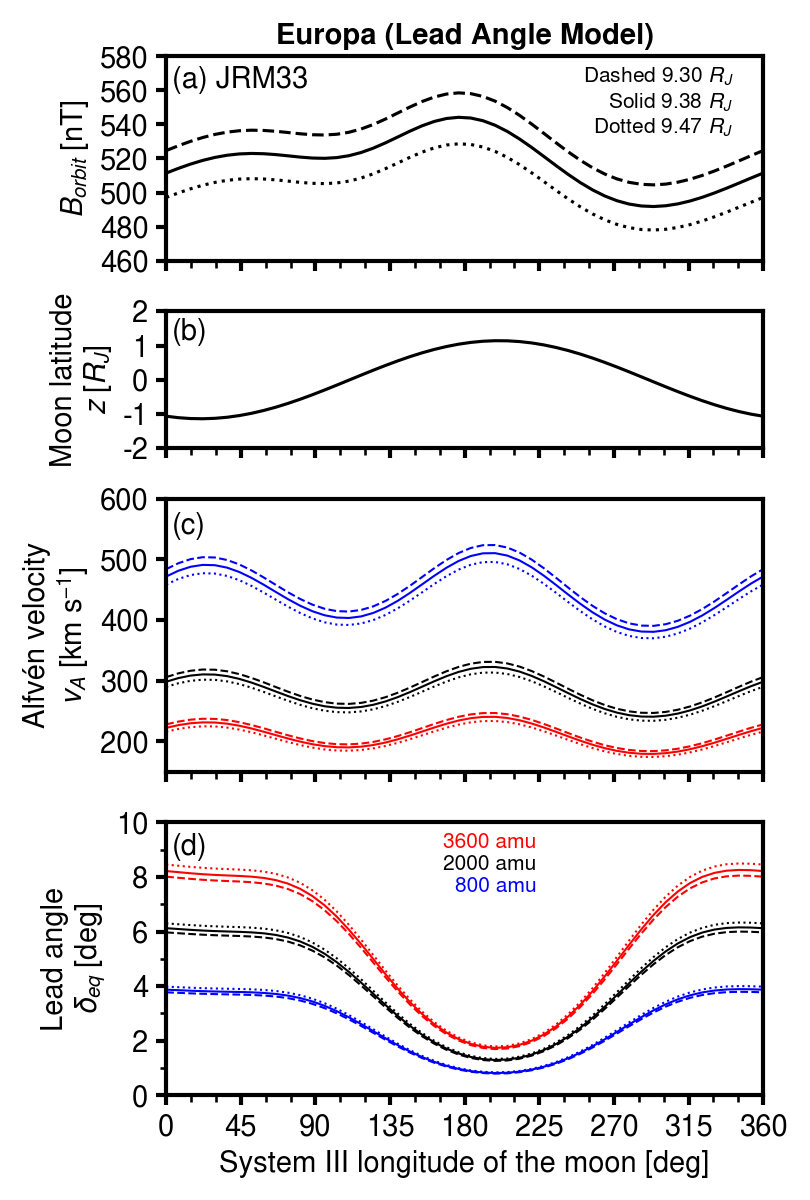 Europa (Lead Angle Model)
580
560
540
520
500
480
460
B_orbit [nT]
(a) JRM33
Dashed 9.30 R_J
Solid 9.38 R_J
Dotted 9.47 R_J
2
1
0
-1
-2
Moon latitude
z [R_J]
(b)
600
500
400
300
200
Alfvén velocity
v_A [km s⁻¹]
(c)
10
8
6
4
2
0
Lead angle
δ_eq [deg]
(d)
3600 amu
2000 amu
800 amu
0 45 90 135 180 225 270 315 360
System III longitude of the moon [deg]